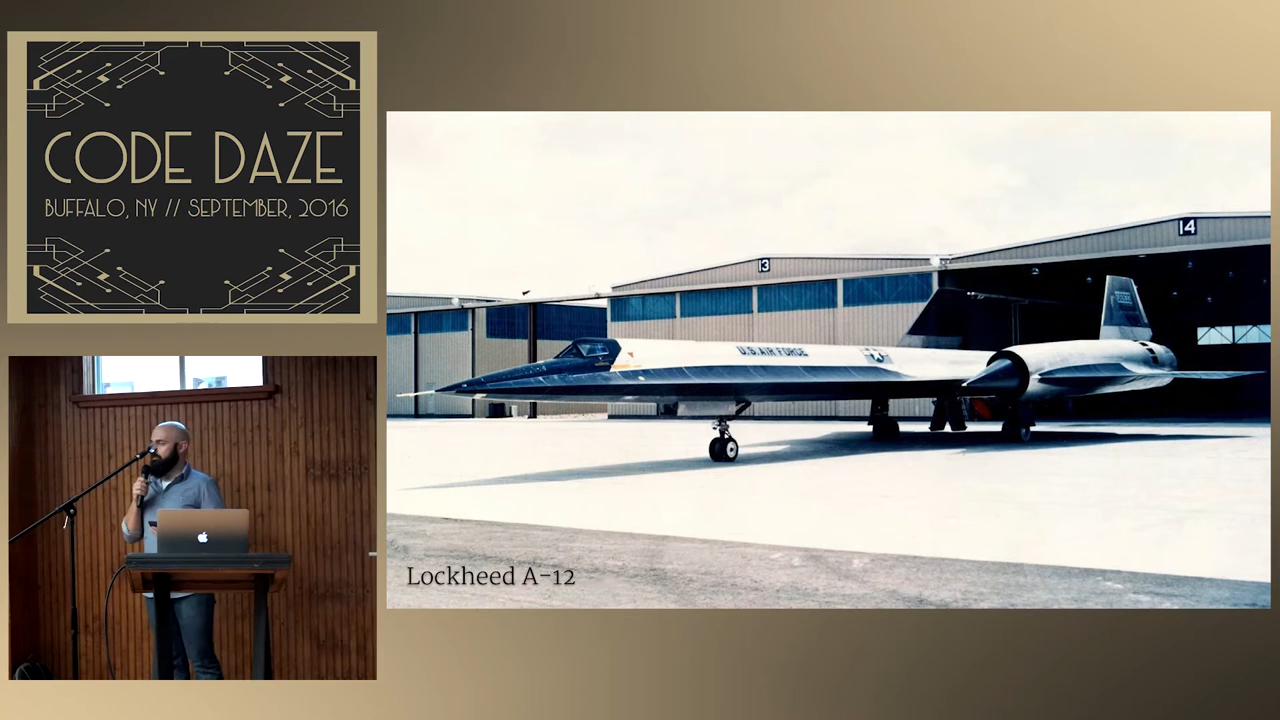 CODE DAZE
BUFFALO, NY // SEPTEMBER, 2016
13
14
U.S. AIR FORCE
Lockheed A-12